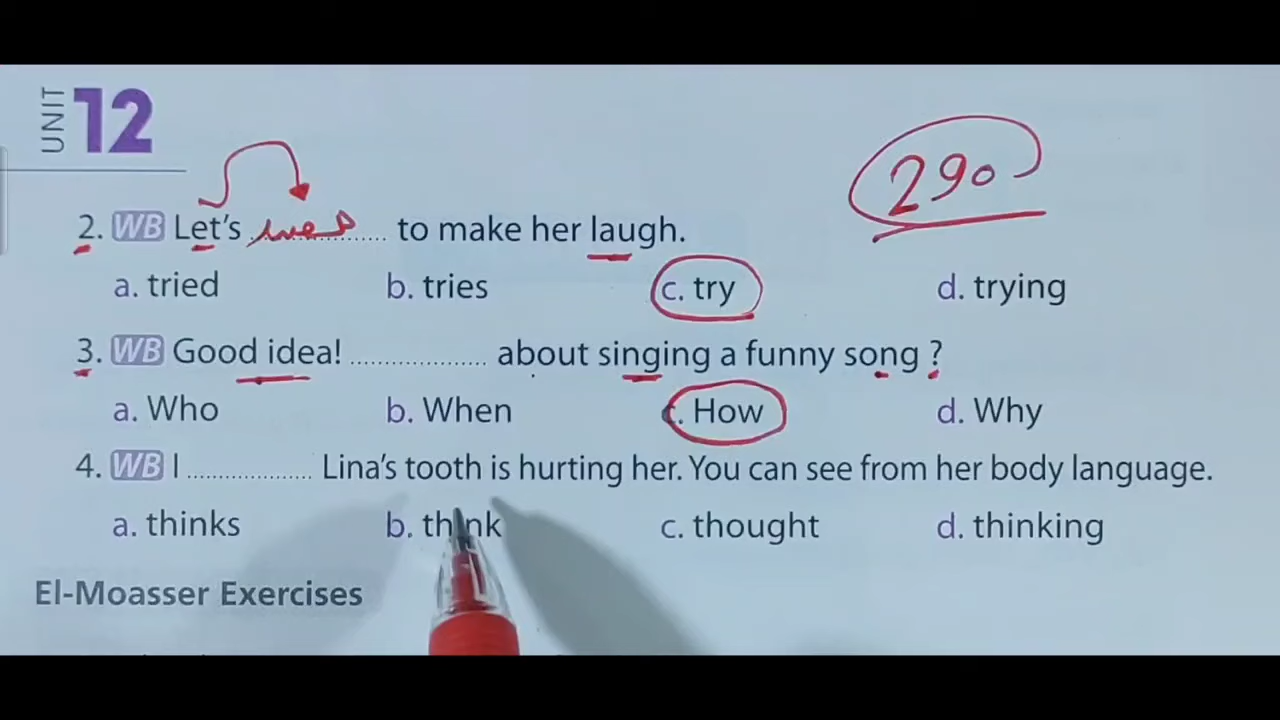 UNIT 12
290
2. WB Let's ................ to make her laugh.
a. tried b. tries c. try d. trying
3. WB Good idea! ................ about singing a funny song ?
a. Who b. When c. How d. Why
4. WB I ................ Lina's tooth is hurting her. You can see from her body language.
a. thinks b. think c. thought d. thinking
El-Moasser Exercises